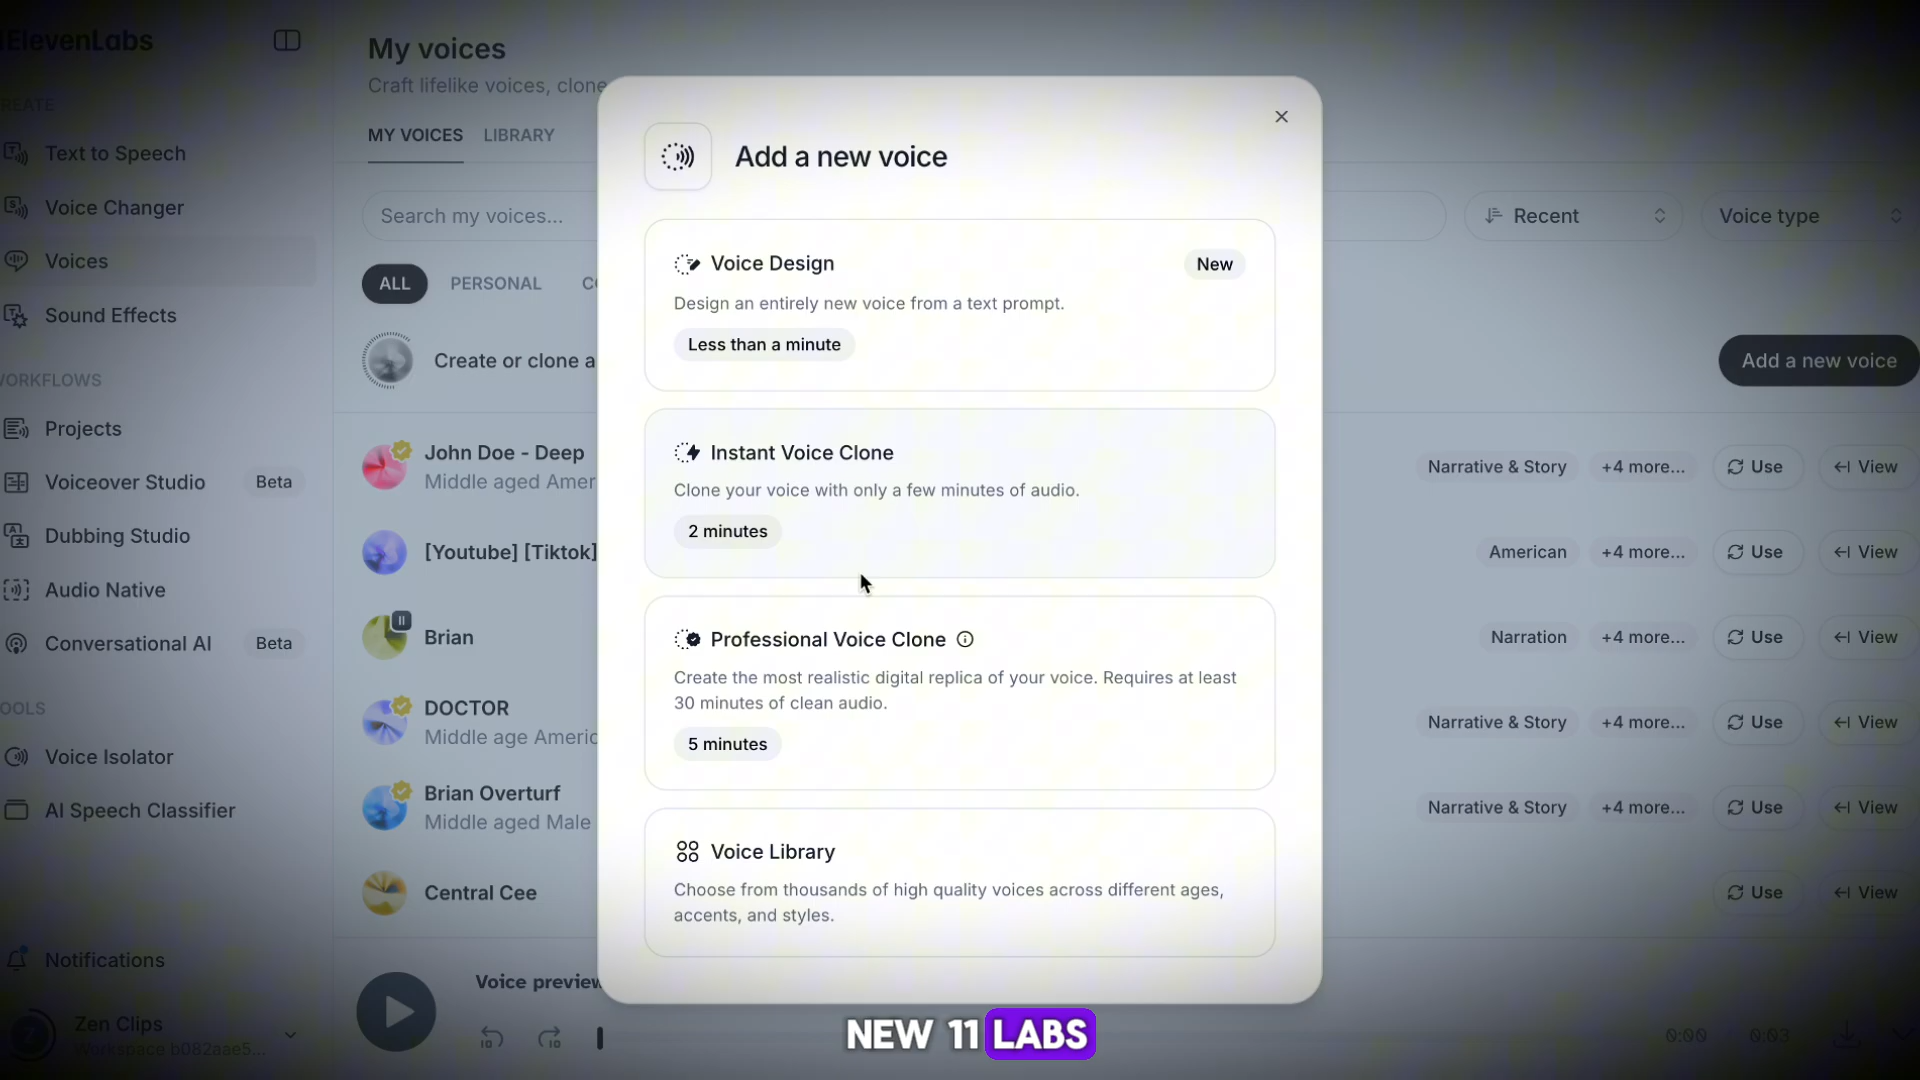 ElevenLabs
My voices
Craft lifelike voices, clone
MY VOICES LIBRARY
Text to Speech
Voice Changer
Voices
Sound Effects
Search my voices...
Recent
Voice type
ALL
PERSONAL
Create or clone a
Add a new voice
Projects
Voiceover Studio
Beta
Dubbing Studio
Audio Native
Conversational AI
Beta
Voice Isolator
AI Speech Classifier
Notifications
Zen Clips
Workspace b082aae5...
John Doe - Deep
Middle aged Amer
Narrative & Story
+4 more...
Use
View
[Youtube] [Tiktok]
American
+4 more...
Use
View
Brian
Narration
+4 more...
Use
View
DOCTOR
Middle age Americ
Narrative & Story
+4 more...
Use
View
Brian Overturf
Middle aged Male
Narrative & Story
+4 more...
Use
View
Central Cee
Use
View
Voice preview
10
10
0:00
0:03
Add a new voice
Voice Design
New
Design an entirely new voice from a text prompt.
Less than a minute
Instant Voice Clone
Clone your voice with only a few minutes of audio.
2 minutes
Professional Voice Clone
Create the most realistic digital replica of your voice. Requires at least
30 minutes of clean audio.
5 minutes
Voice Library
Choose from thousands of high quality voices across different ages,
accents, and styles.
NEW 11 LABS